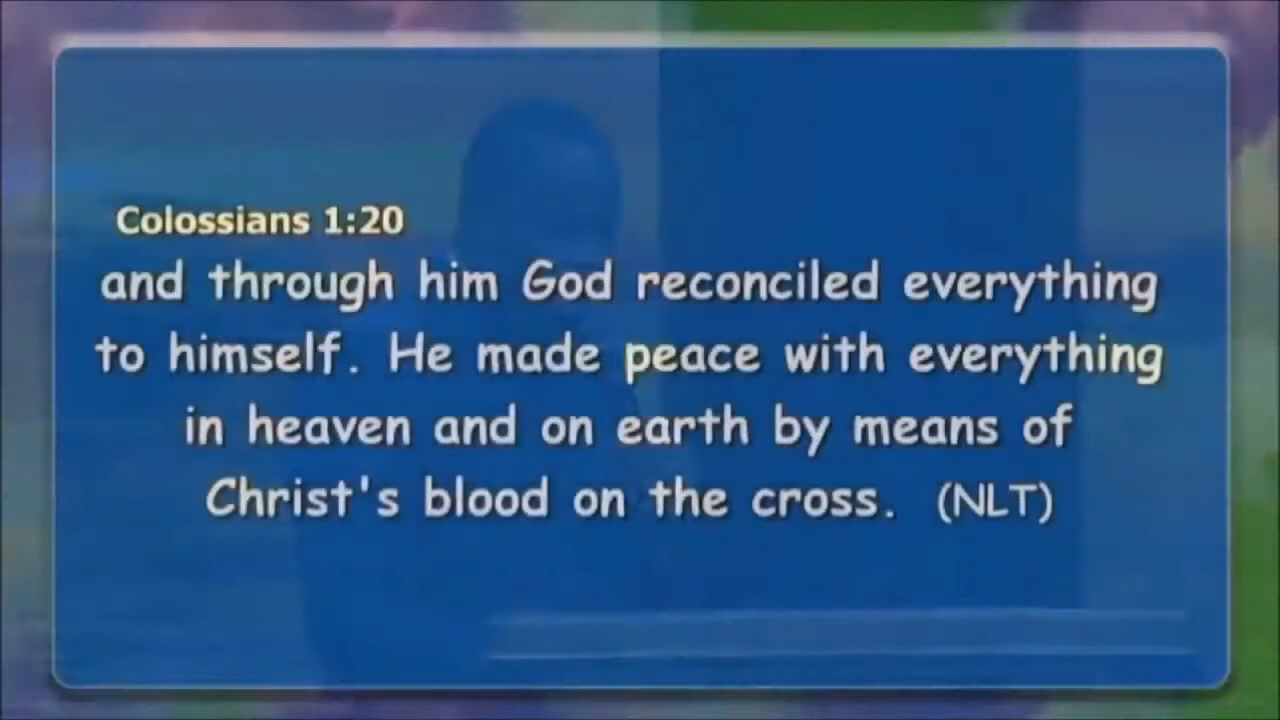 Colossians 1:20
and through him God reconciled everything
to himself. He made peace with everything
in heaven and on earth by means of
Christ's blood on the cross. (NLT)